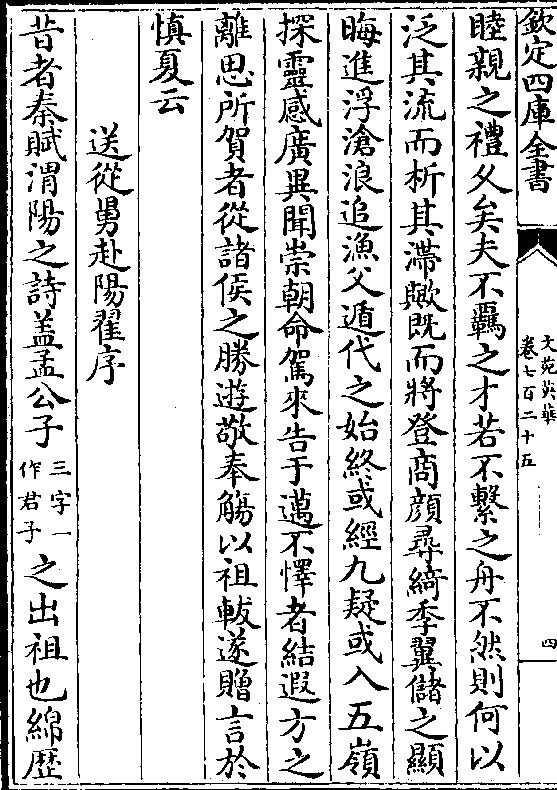 欽定四庫全書
文苑英華
卷七百二十五
四
睦親之禮久矣夫不羈之才若不繫之舟不然則何以
泛其流而析其滯歟既而將登商顔尋綺季翼儲之顯
晦進浮滄浪追漁父遁代之始終或經九疑或入五嶺
探靈感廣異聞崇朝命駕來告于邁不懌者結遐方之
離思所賀者從諸侯之勝遊敬奉觴以祖軷遂贈言於
慎夏云
送從舅赴陽翟序
昔者秦賦渭陽之詩葢孟公子三字一作君子之出祖也綿歴